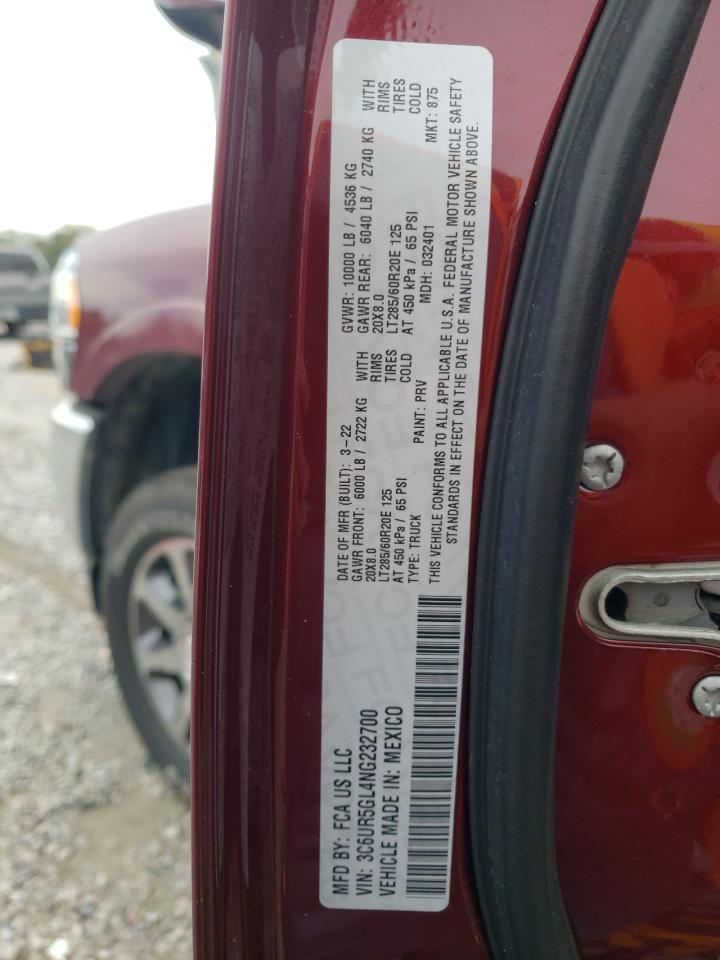 MFD BY: FCA US LLC
VIN: 3C6UR5GL4NG232700
VEHICLE MADE IN: MEXICO
DATE OF MFR (BUILT): 3-22 GVWR: 10000 LB / 4536 KG
GAWR FRONT: 6000 LB / 2722 KG WITH GAWR REAR: 6040 LB / 2740 KG WITH
20X8.0 RIMS 20X8.0 RIMS
LT285/60R20E 125 TIRES LT285/60R20E 125 TIRES
AT 450 kPa / 65 PSI COLD AT 450 kPa / 65 PSI COLD
TYPE: TRUCK PAINT: PRV MDH: 032401 MKT: 875
THIS VEHICLE CONFORMS TO ALL APPLICABLE U.S.A. FEDERAL MOTOR VEHICLE SAFETY
STANDARDS IN EFFECT ON THE DATE OF MANUFACTURE SHOWN ABOVE.